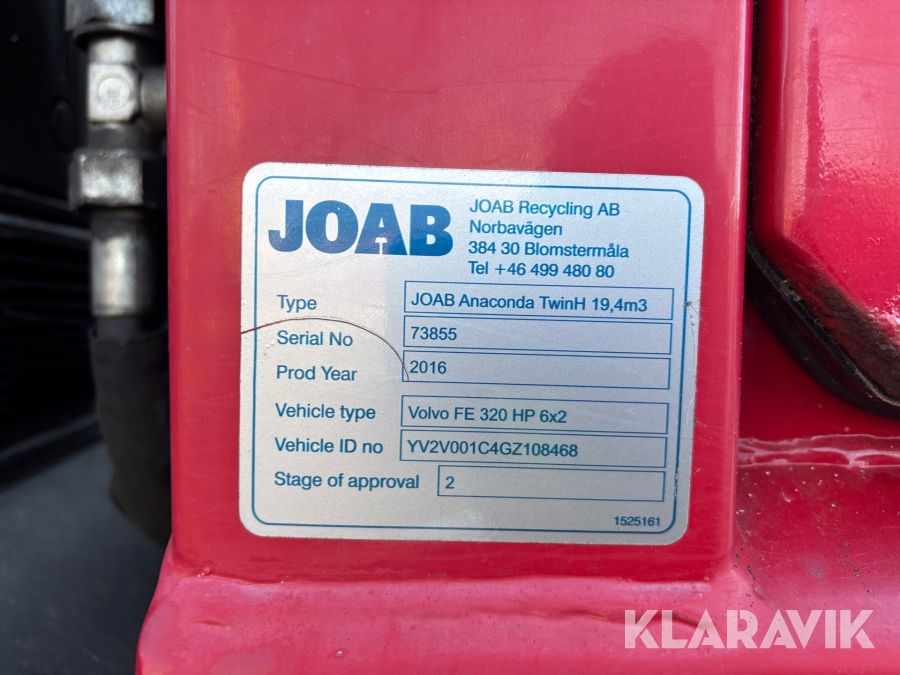 JOAB
JOAB Recycling AB
Norbavägen
384 30 Blomstermåla
Tel +46 499 480 80
Type JOAB Anaconda TwinH 19,4m3
Serial No 73855
Prod Year 2016
Vehicle type Volvo FE 320 HP 6x2
Vehicle ID no YV2V001C4GZ108468
Stage of approval 2
1525161
KLARAVIK